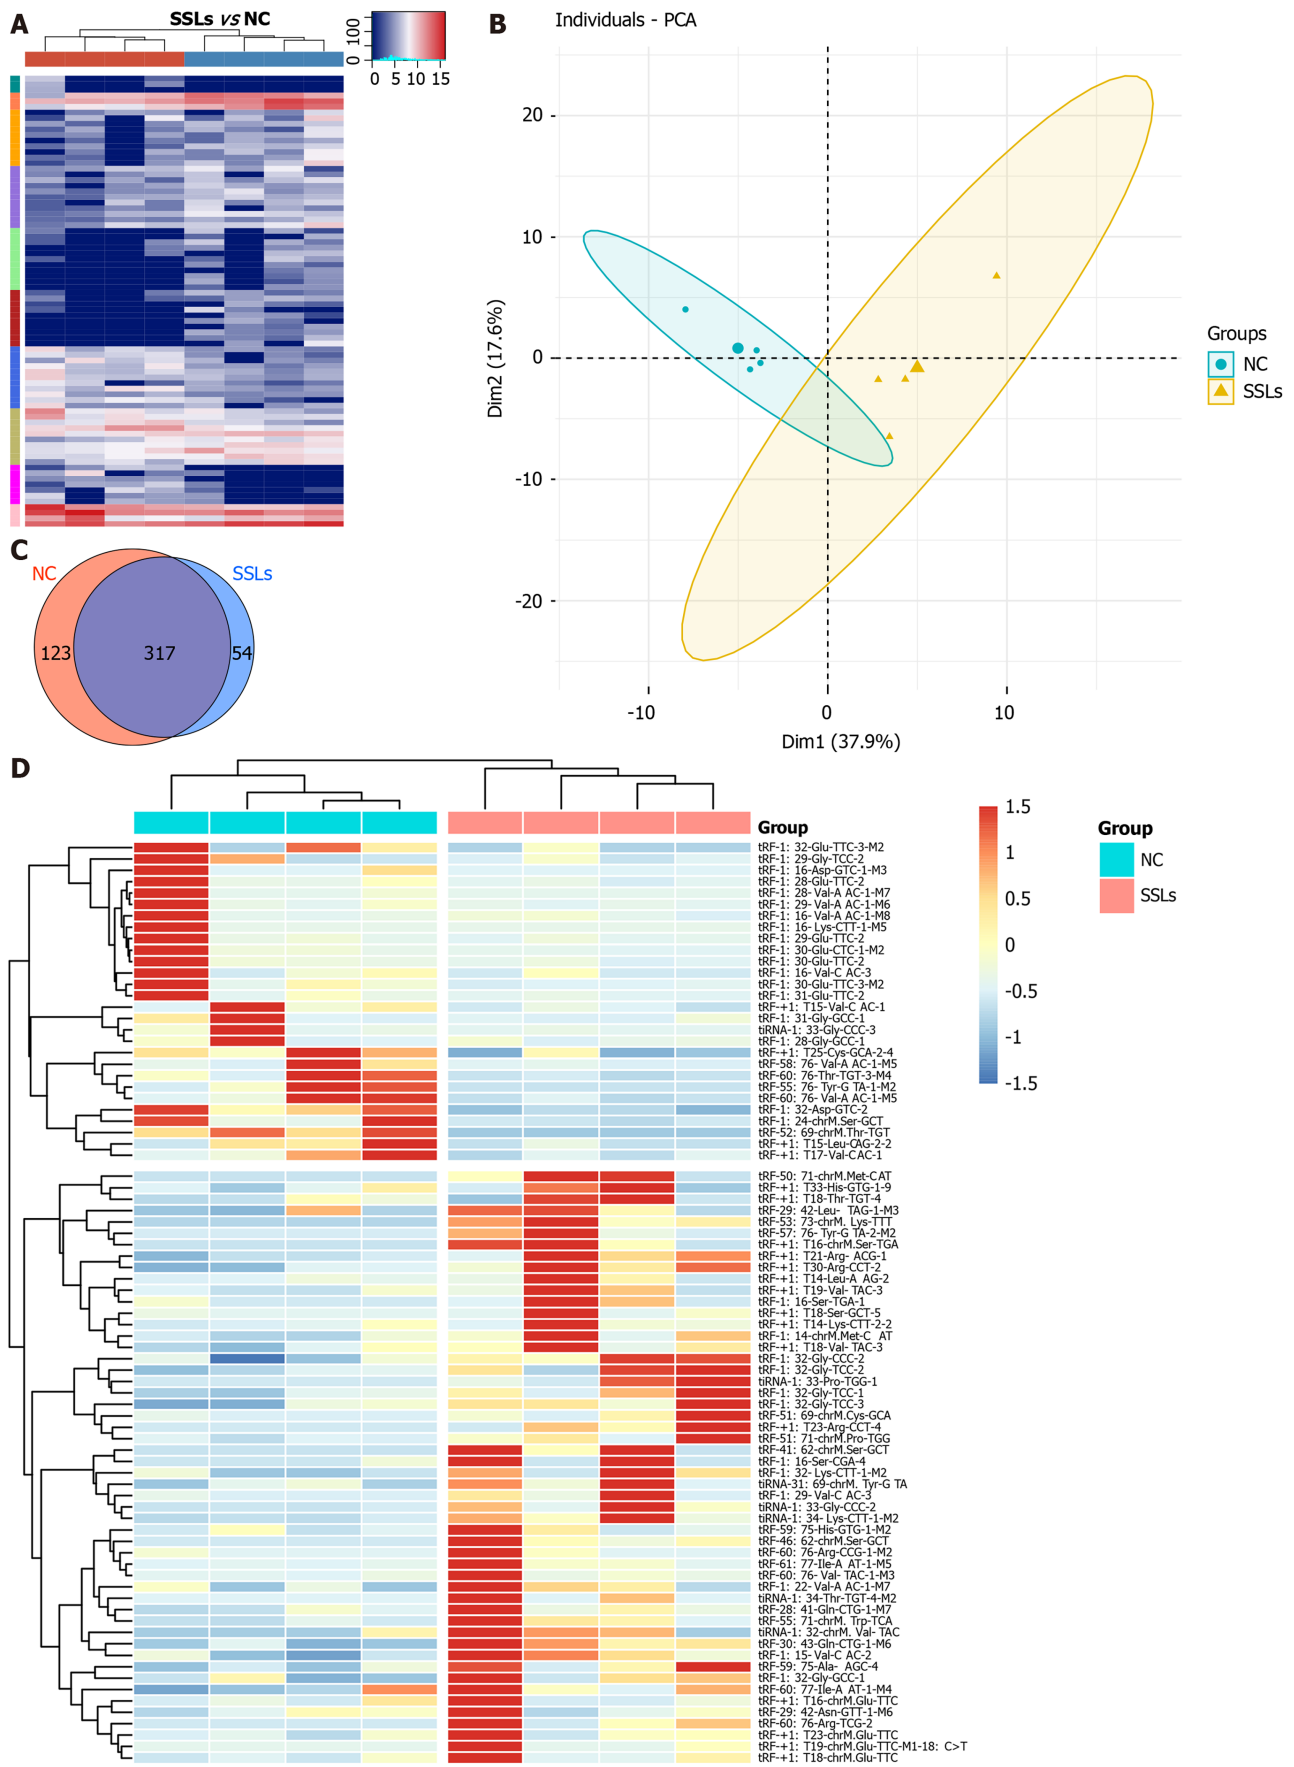 A
SSLs vs NC
0 100
0 5 10 15
B
Individuals - PCA
20
10
0
-10
-20
Dim2 (17.6%)
-10 0 10
Dim1 (37.9%)
Groups
NC
SSLs
C
NC
SSLs
123
317
54
D
Group
tRF-1: 32-Glu-TTC-3-M2
tRF-1: 29-Gly-TCC-2
tRF-1: 16-Asp-GTC-1-M3
tRF-1: 28-Glu-TTC-2
tRF-1: 28- Val-A AC-1-M7
tRF-1: 29- Val-A AC-1-M6
tRF-1: 16- Val-A AC-1-M8
tRF-1: 16- Lys-CTT-1-M5
tRF-1: 29-Glu-TTC-2
tRF-1: 30-Glu-CTC-1-M2
tRF-1: 30-Glu-TTC-2
tRF-1: 16- Val-C AC-3
tRF-1: 30-Glu-TTC-3-M2
tRF-1: 31-Glu-TTC-2
tRF-+1: T15-Val-C AC-1
tRF-1: 31-Gly-GCC-1
tiRNA-1: 33-Gly-CCC-3
tRF-1: 28-Gly-GCC-1
tRF-+1: T25-Cys-GCA-2-4
tRF-58: 76- Val-A AC-1-M5
tRF-60: 76-Thr-TGT-3-M4
tRF-55: 76- Tyr-G TA-1-M2
tRF-60: 76- Val-A AC-1-M5
tRF-1: 32-Asp-GTC-2
tRF-1: 24-chrM.Ser-GCT
tRF-52: 69-chrM.Thr-TGT
tRF-+1: T15-Leu-CAG-2-2
tRF-+1: T17-Val-CAC-1
tRF-50: 71-chrM.Met-CAT
tRF-+1: T33-His-GTG-1-9
tRF-+1: T18-Thr-TGT-4
tRF-29: 42-Leu- TAG-1-M3
tRF-53: 73-chrM. Lys-TTT
tRF-57: 76- Tyr-G TA-2-M2
tRF-+1: T16-chrM.Ser-TGA
tRF-+1: T21-Arg- ACG-1
tRF-+1: T30-Arg-CCT-2
tRF-+1: T14-Leu-A AG-2
tRF-+1: T19-Val- TAC-3
tRF-1: 16-Ser-TGA-1
tRF-+1: T18-Ser-GCT-5
tRF-+1: T14-Lys-CTT-2-2
tRF-1: 14-chrM.Met-C AT
tRF-+1: T18-Val- TAC-3
tRF-1: 32-Gly-CCC-2
tRF-1: 32-Gly-TCC-2
tiRNA-1: 33-Pro-TGG-1
tRF-1: 32-Gly-TCC-1
tRF-1: 32-Gly-TCC-3
tRF-51: 69-chrM.Cys-GCA
tRF-+1: T23-Arg-CCT-4
tRF-51: 71-chrM.Pro-TGG
tRF-41: 62-chrM.Ser-GCT
tRF-1: 16-Ser-CGA-4
tRF-1: 32- Lys-CTT-1-M2
tiRNA-31: 69-chrM. Tyr-G TA
tRF-1: 29- Val-C AC-3
tiRNA-1: 33-Gly-CCC-2
tiRNA-1: 34- Lys-CTT-1-M2
tRF-59: 75-His-GTG-1-M2
tRF-46: 62-chrM.Ser-GCT
tRF-60: 76-Arg-CCG-1-M2
tRF-61: 77-Ile-A AT-1-M5
tRF-60: 76- Val- TAC-1-M3
tRF-1: 22- Val-A AC-1-M7
tiRNA-1: 34-Thr-TGT-4-M2
tRF-28: 41-Gln-CTG-1-M7
tRF-55: 71-chrM. Trp-TCA
tiRNA-1: 32-chrM. Val- TAC
tRF-30: 43-Gln-CTG-1-M6
tRF-1: 15- Val-C AC-2
tRF-59: 75-Ala- AGC-4
tRF-1: 32-Gly-GCC-1
tRF-60: 77-Ile-A AT-1-M4
tRF-+1: T16-chrM.Glu-TTC
tRF-29: 42-Asn-GTT-1-M6
tRF-60: 76-Arg-TCG-2
tRF-+1: T23-chrM.Glu-TTC
tRF-+1: T19-chrM.Glu-TTC-M1-18: C>T
tRF-+1: T18-chrM.Glu-TTC
1.5
1
0.5
0
-0.5
-1
-1.5
Group
NC
SSLs